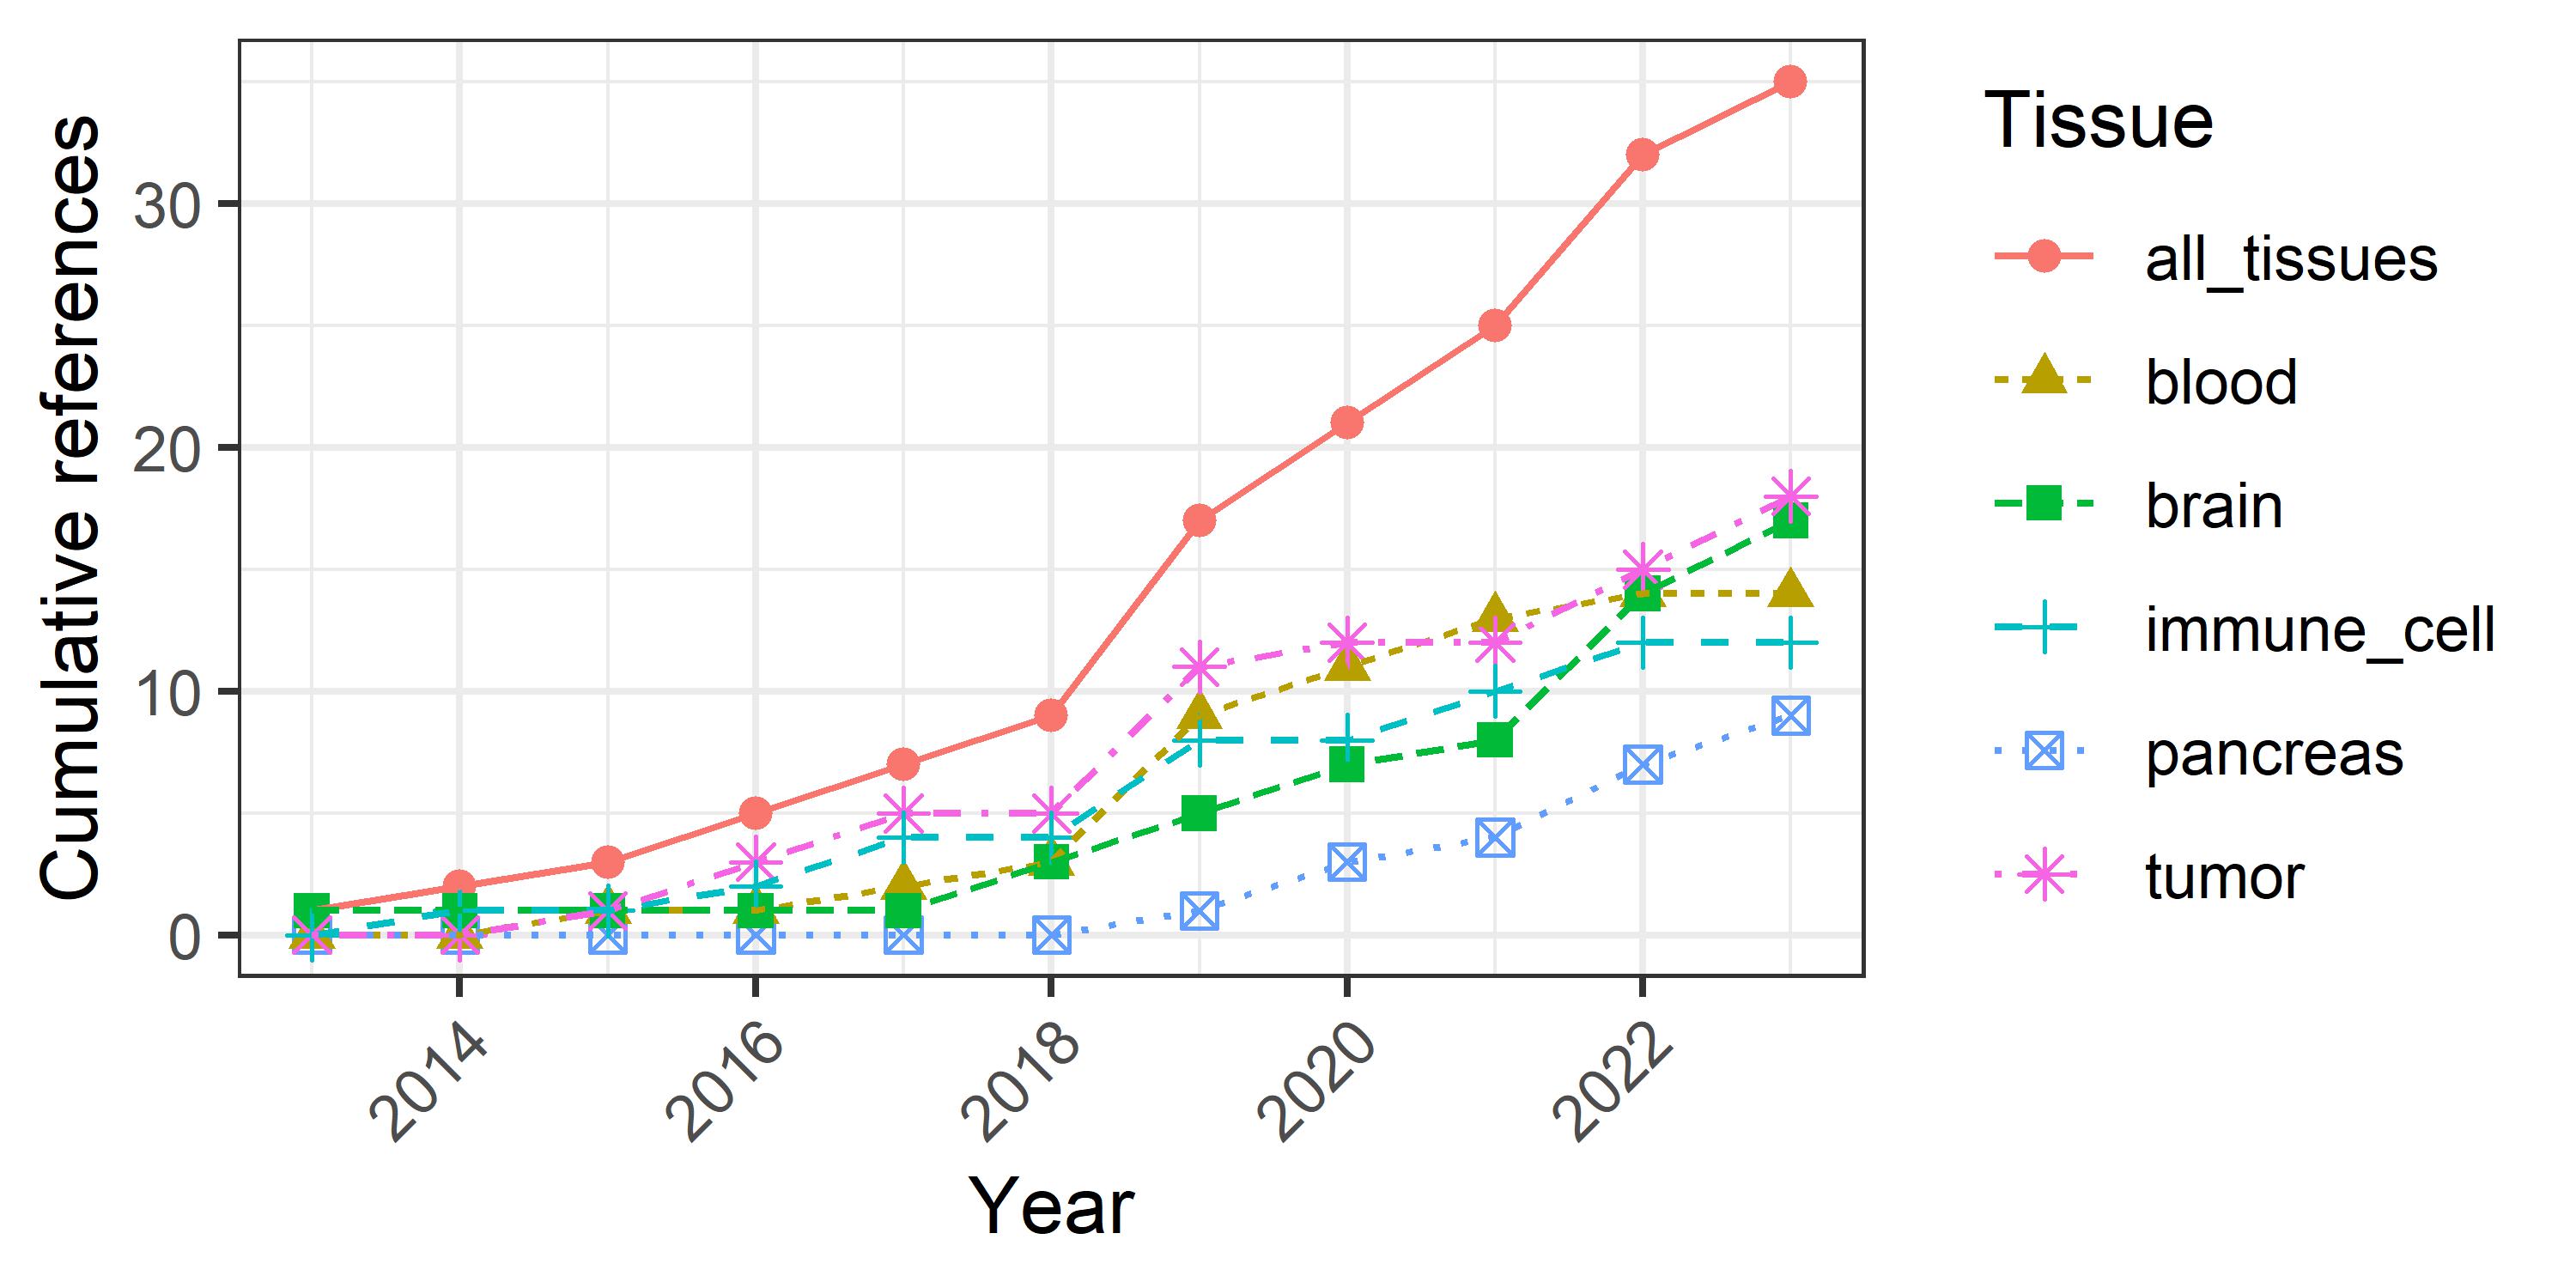 Cumulative references
30
20
10
0
2014
2016
2018
2020
2022
Year
Tissue
all_tissues
blood
brain
immune_cell
pancreas
tumor